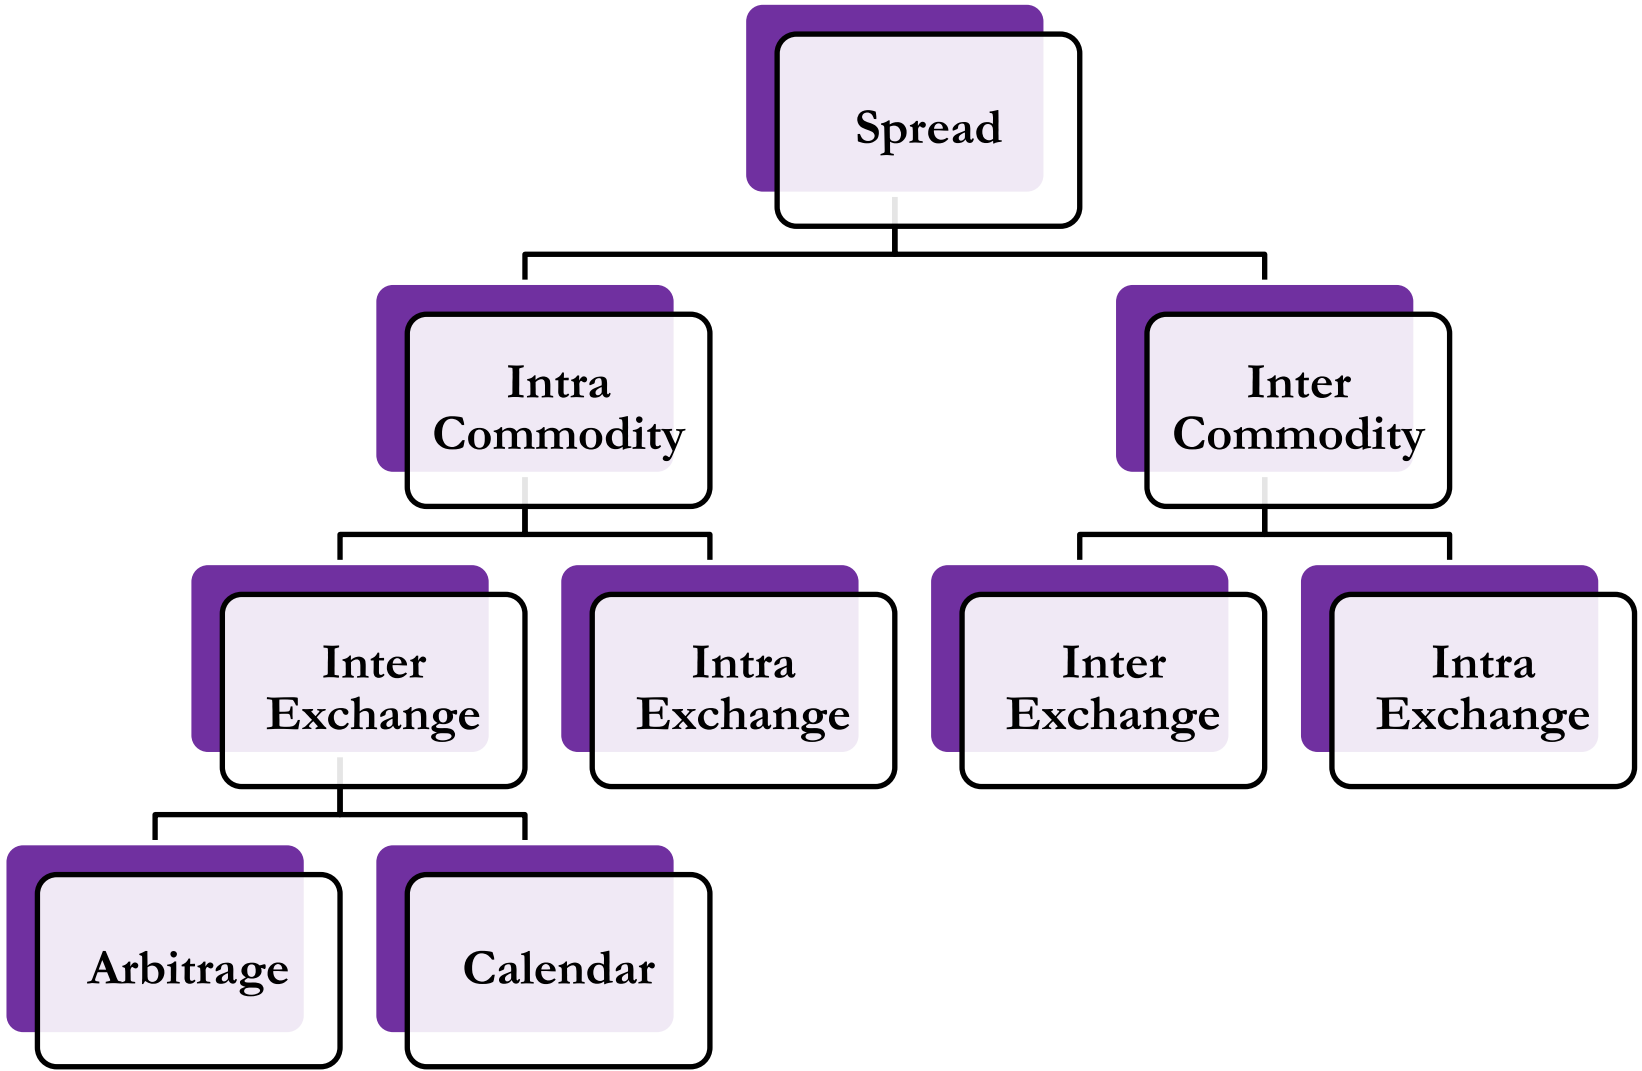 Spread
Intra
Commodity
Inter
Commodity
Inter
Exchange
Intra
Exchange
Inter
Exchange
Intra
Exchange
Arbitrage
Calendar